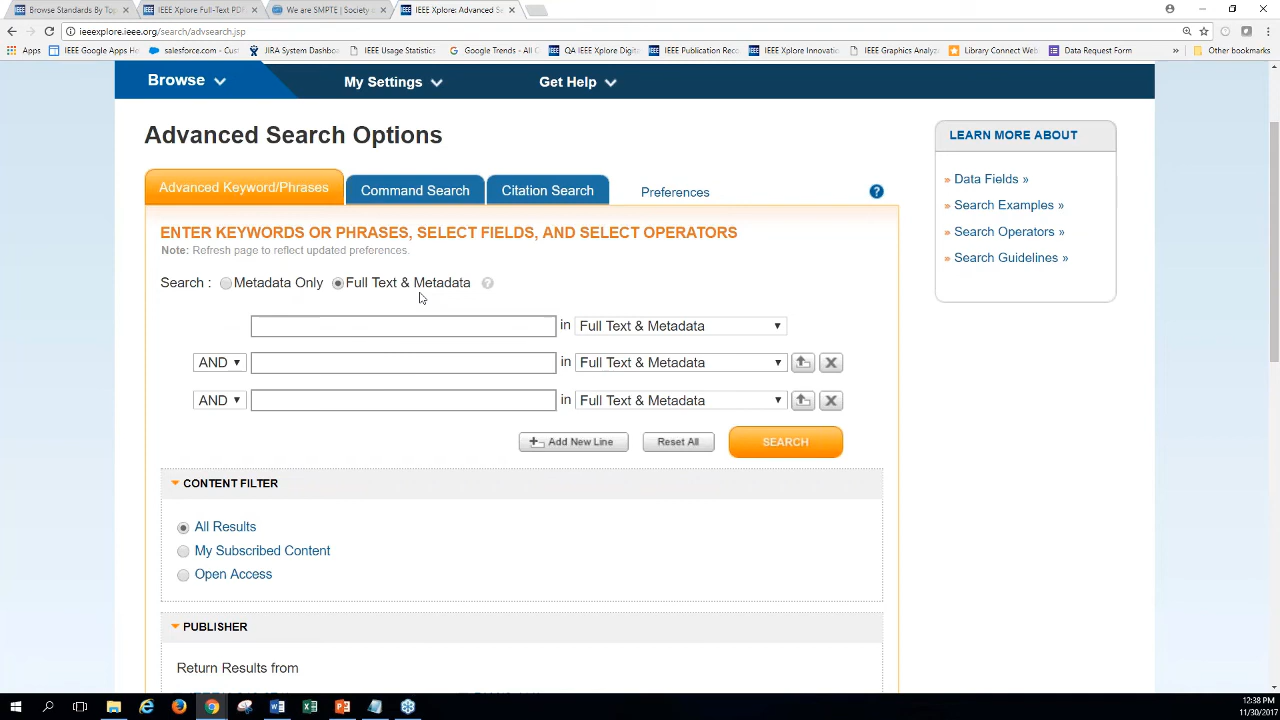 Browse Standards By Top
IEEE Xplore Full-Text PDF
We are SMPTE | Society o
IEEE Xplore Advanced Se
ieeexplore.ieee.org/search/advsearch.jsp
Apps
IEEE Google Apps Ho
salesforce.com - Cust
JIRA System Dashboa
IEEE Usage Statistics
Google Trends - All C
QA IEEE Xplore Digit
IEEE Publication Reco
IEEE Xplore Innovatio
IEEE Graphics Analyz
Library Connect Web
Data Request Form
»
Other bookmarks
Browse
My Settings
Get Help
Advanced Search Options
LEARN MORE ABOUT
Data Fields »
Search Examples »
Search Operators »
Search Guidelines »
Advanced Keyword/Phrases
Command Search
Citation Search
Preferences
?
ENTER KEYWORDS OR PHRASES, SELECT FIELDS, AND SELECT OPERATORS
Note: Refresh page to reflect updated preferences.
Search : Metadata Only Full Text & Metadata ?
in Full Text & Metadata
AND in Full Text & Metadata
AND in Full Text & Metadata
Add New Line
Reset All
SEARCH
CONTENT FILTER
All Results
My Subscribed Content
Open Access
PUBLISHER
Return Results from
12:38 PM
11/30/2017